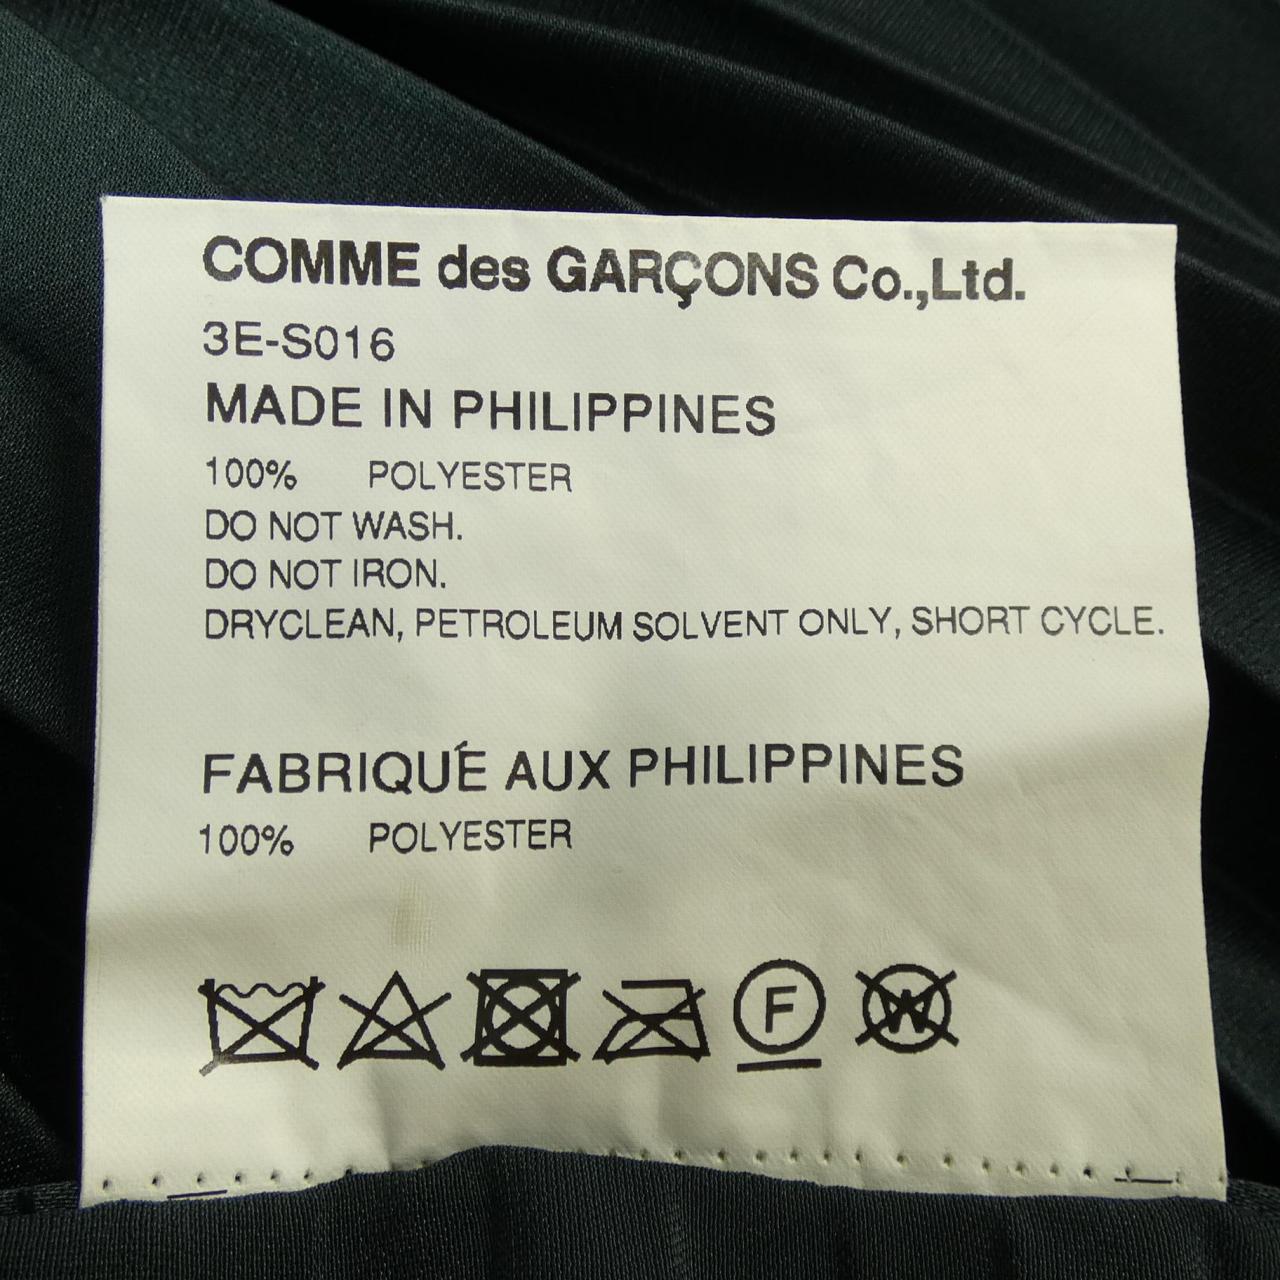 COMME des GARÇONS Co.,Ltd.
3E-S016
MADE IN PHILIPPINES
100% POLYESTER
DO NOT WASH.
DO NOT IRON.
DRYCLEAN, PETROLEUM SOLVENT ONLY, SHORT CYCLE.
FABRIQUÉ AUX PHILIPPINES
100% POLYESTER
F W